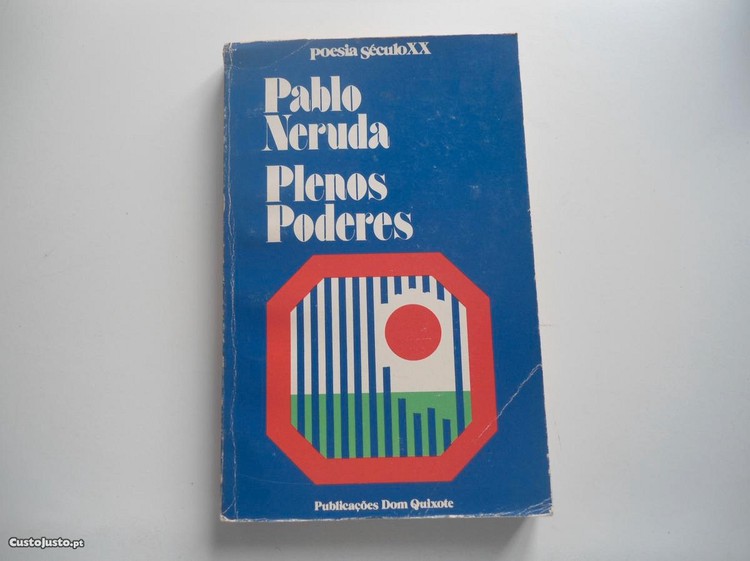 poesia século XX
Pablo
Neruda
Plenos
Poderes
Publicações Dom Quixote
CustoJusto.pt